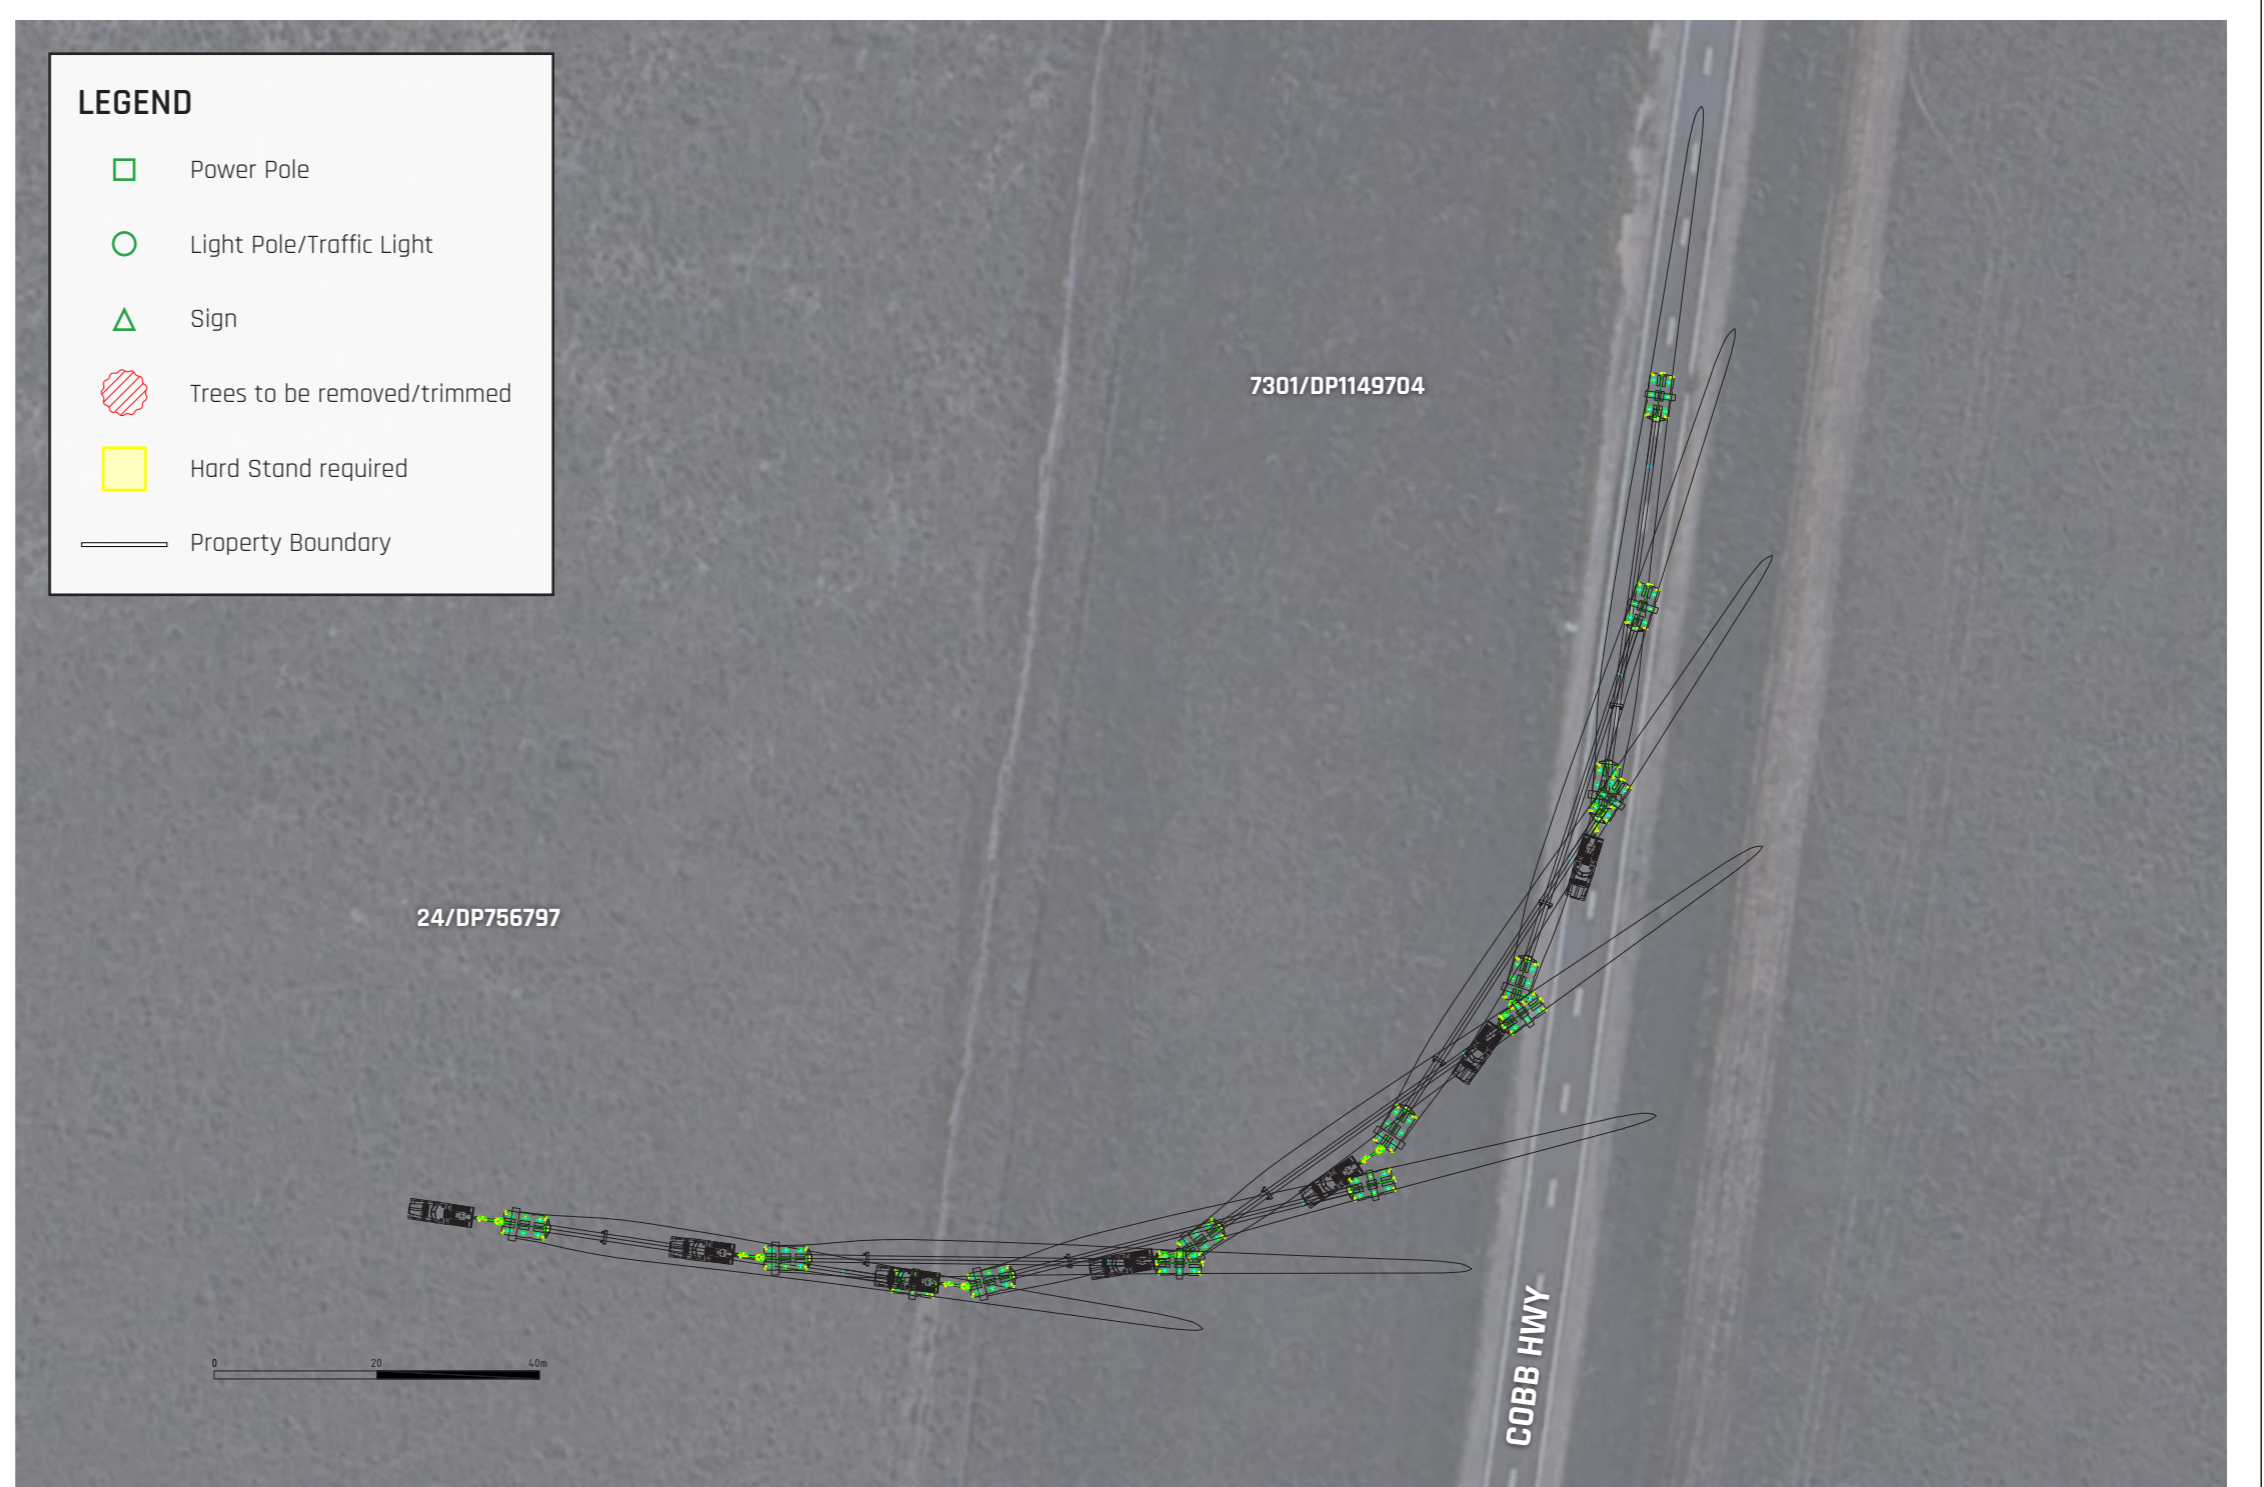 LEGEND
Power Pole
Light Pole/Traffic Light
Sign
Trees to be removed/trimmed
Hard Stand required
Property Boundary
7301/DP1149704
24/DP756797
COBB HWY
0 20 40m